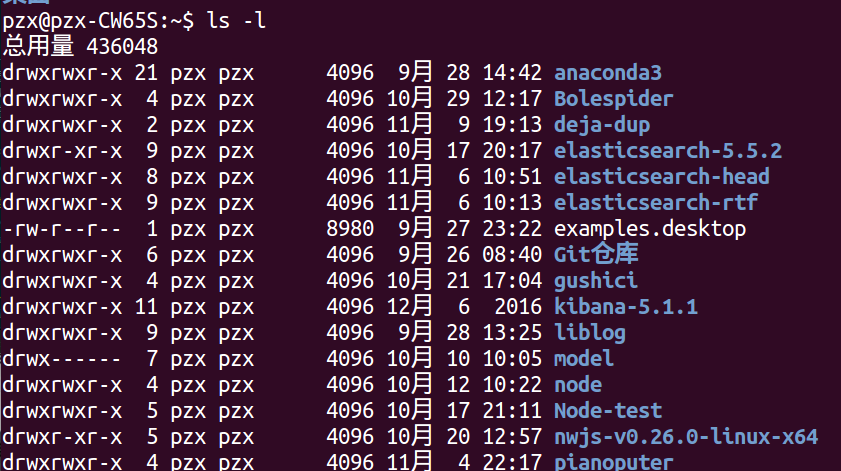 pzx@pzx-CW65S:~$ ls -l
总用量 436048
drwxrwxr-x 21 pzx pzx      4096  9月 28 14:42 anaconda3
drwxrwxr-x  4 pzx pzx      4096 10月 29 12:17 Bolespider
drwxrwxr-x  2 pzx pzx      4096 11月  9 19:13 deja-dup
drwxr-xr-x  9 pzx pzx      4096 10月 17 20:17 elasticsearch-5.5.2
drwxrwxr-x  8 pzx pzx      4096 11月  6 10:51 elasticsearch-head
drwxrwxr-x  9 pzx pzx      4096 11月  6 10:13 elasticsearch-rtf
-rw-r--r--  1 pzx pzx      8980  9月 27 23:22 examples.desktop
drwxrwxr-x  6 pzx pzx      4096  9月 26 08:40 Git仓库
drwxrwxr-x  4 pzx pzx      4096 10月 21 17:04 gushici
drwxrwxr-x 11 pzx pzx      4096 12月  6  2016 kibana-5.1.1
drwxrwxr-x  9 pzx pzx      4096  9月 28 13:25 liblog
drwx------  7 pzx pzx      4096 10月 10 10:05 model
drwxrwxr-x  4 pzx pzx      4096 10月 12 10:22 node
drwxrwxr-x  5 pzx pzx      4096 10月 17 21:11 Node-test
drwxr-xr-x  5 pzx pzx      4096 10月 20 12:57 nwjs-v0.26.0-linux-x64
drwxrwxr-x  4 pzx pzx      4096 11月  4 22:17 pianoputer